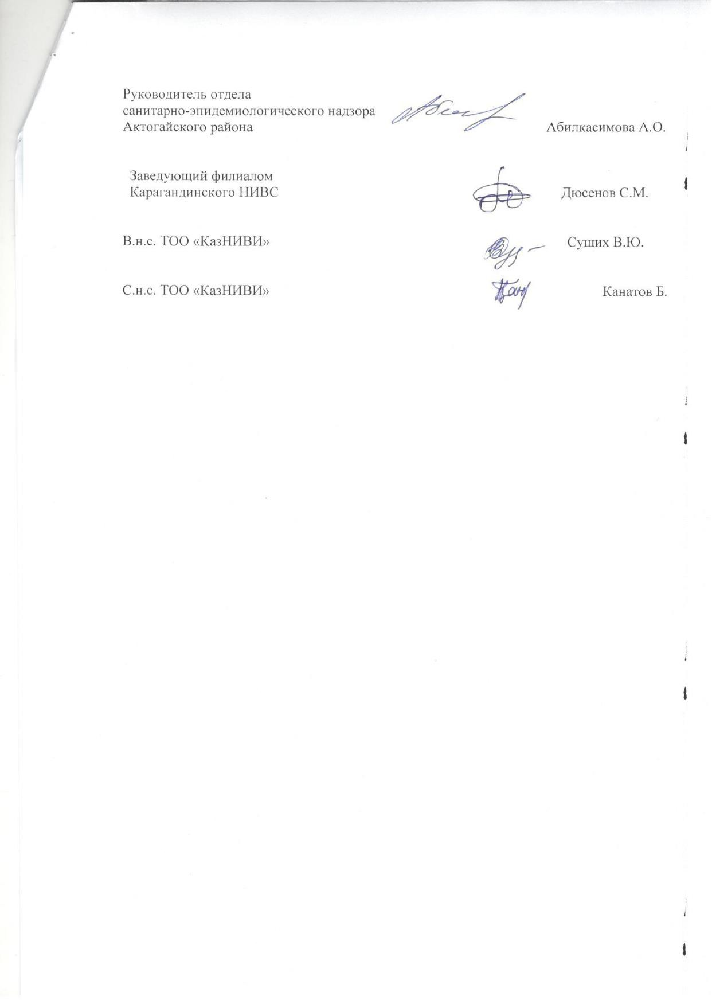 Руководитель отдела
санитарно-эпидемиологического надзора
Актогайского района Абилкасимова А.О.
Заведующий филиалом
Карагандинского НИВС Дюсенов С.М.
В.н.с. ТОО «КазНИВИ» Сущих В.Ю.
С.н.с. ТОО «КазНИВИ» Канатов Б.